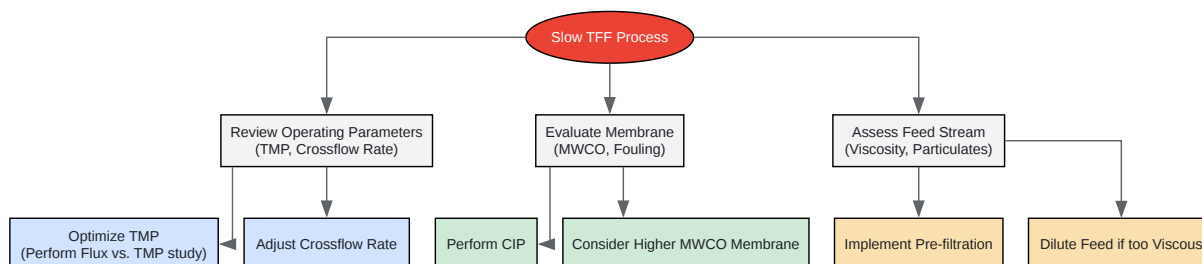 Slow TFF Process
Review Operating Parameters
(TMP, Crossflow Rate)
Evaluate Membrane
(MWCO, Fouling)
Assess Feed Stream
(Viscosity, Particulates)
Optimize TMP
(Perform Flux vs. TMP study)
Adjust Crossflow Rate
Perform CIP
Consider Higher MWCO Membrane
Implement Pre-filtration
Dilute Feed if too Viscous